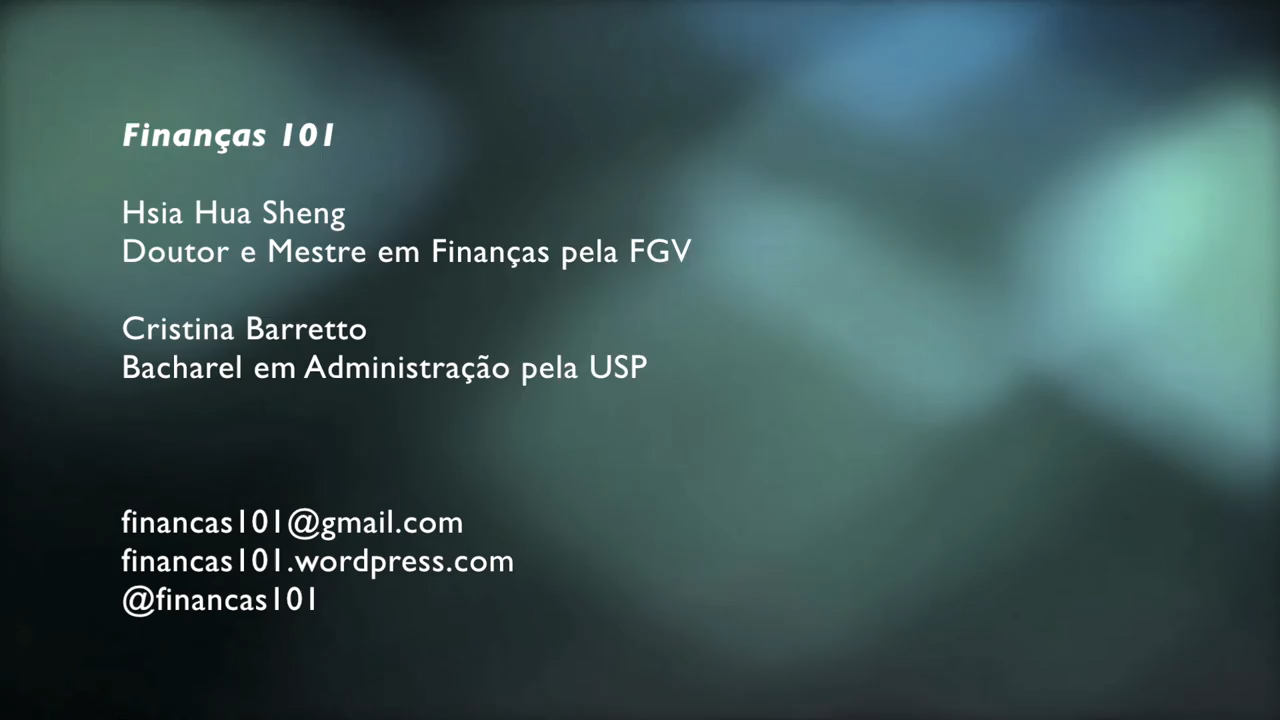 Finanças 101
Hsia Hua Sheng
Doutor e Mestre em Finanças pela FGV
Cristina Barretto
Bacharel em Administração pela USP
financas101@gmail.com
financas101.wordpress.com
@financas101